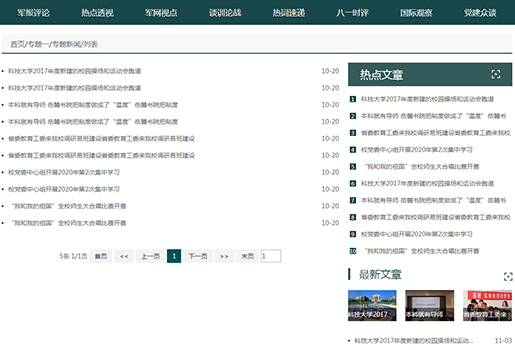 军报评论 热点透视 军网视点 谈训论战 热词速递 八一时评 国际观察 党建众谈
首页/专题一/专题新闻/列表
科技大学2017年度新建的校园操场和运动会跑道 10-20
科技大学2017年度新建的校园操场和运动会跑道 10-20
本科就有导师 岳麓书院把制度做成了“温度”岳麓书院把制度 10-20
本科就有导师 岳麓书院把制度做成了“温度”岳麓书院把制度 10-20
省委教育工委来我校调研易班建设省委教育工委来我校调研易班建设 10-20
省委教育工委来我校调研易班建设省委教育工委来我校调研易班建设 10-20
校党委中心组开展2020年第2次集中学习 10-20
校党委中心组开展2020年第2次集中学习 10-20
“我和我的祖国”全校师生大合唱比赛开赛 10-20
“我和我的祖国”全校师生大合唱比赛开赛 10-20
5条 1/1页 首页 << 上一页 1 下一页 >> 末页 1
热点文章
1 科技大学2017年度新建的校园操场和运动会跑道
2 本科就有导师 岳麓书院把制度做成了“温度”岳麓书
3 省委教育工委来我校调研易班建设省委教育工委来我校
4 校党委中心组开展2020年第2次集中学习
5 “我和我的祖国”全校师生大合唱比赛开赛
6 科技大学2017年度新建的校园操场和运动会跑道
7 本科就有导师 岳麓书院把制度做成了“温度”岳麓书
8 省委教育工委来我校调研易班建设省委教育工委来我校
9 校党委中心组开展2020年第2次集中学习
10 “我和我的祖国”全校师生大合唱比赛开赛
最新文章
科技大学2017 本科就有导师 省委教育工委来
科技大学2017年度新建的校园操场和运动会... 11-03